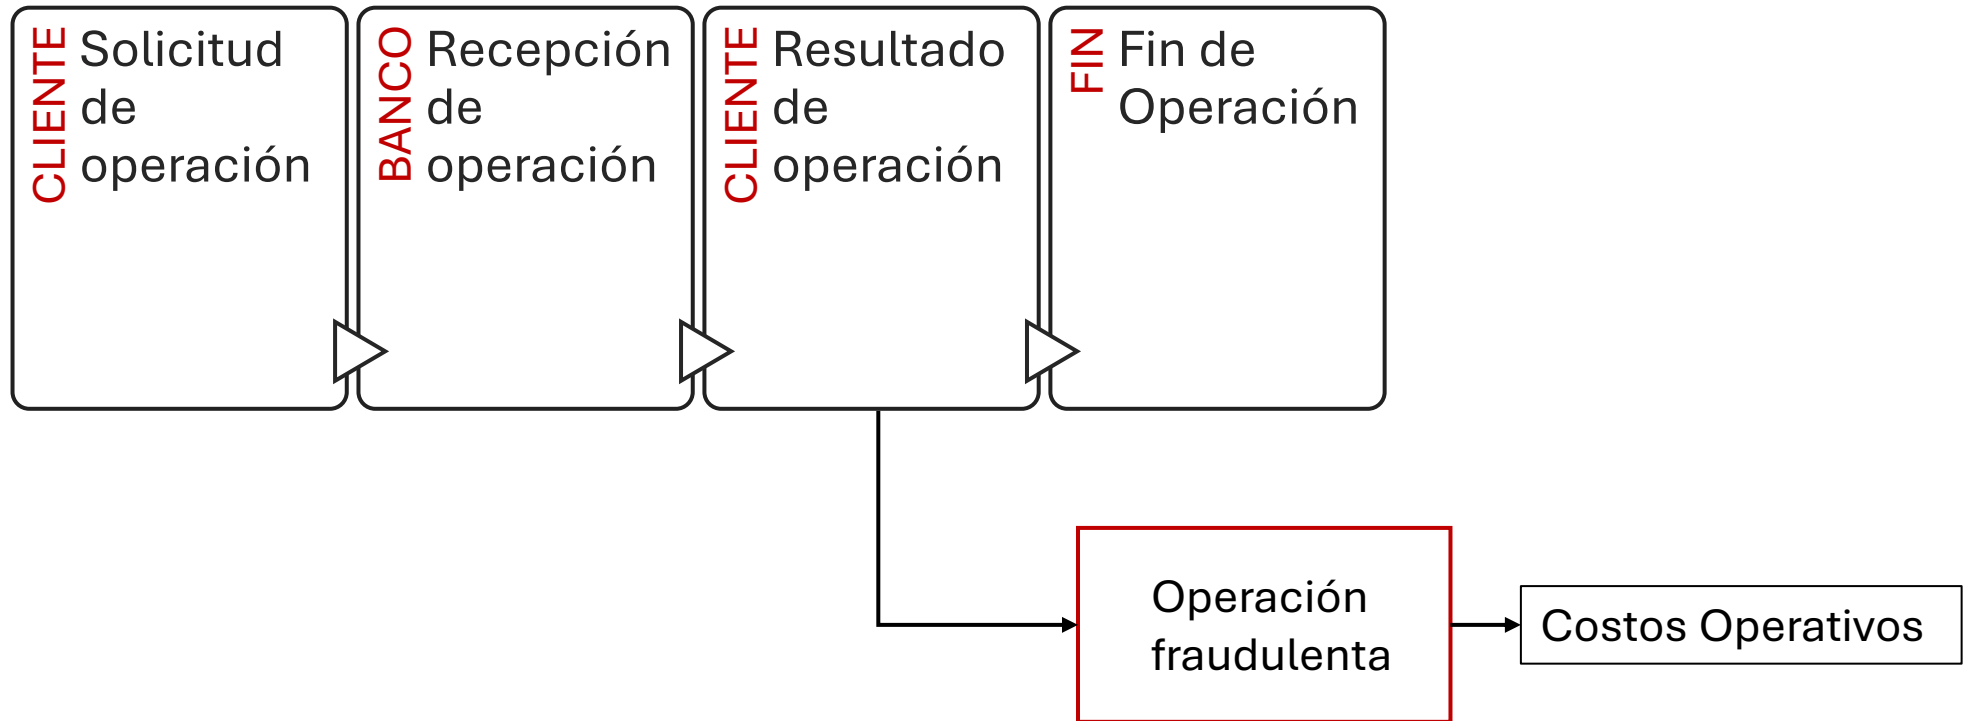 CLIENTE
Solicitud
de
operación
BANCO
Recepción
de
operación
CLIENTE
Resultado
de
operación
FIN
Fin de
Operación
Operación
fraudulenta
Costos Operativos